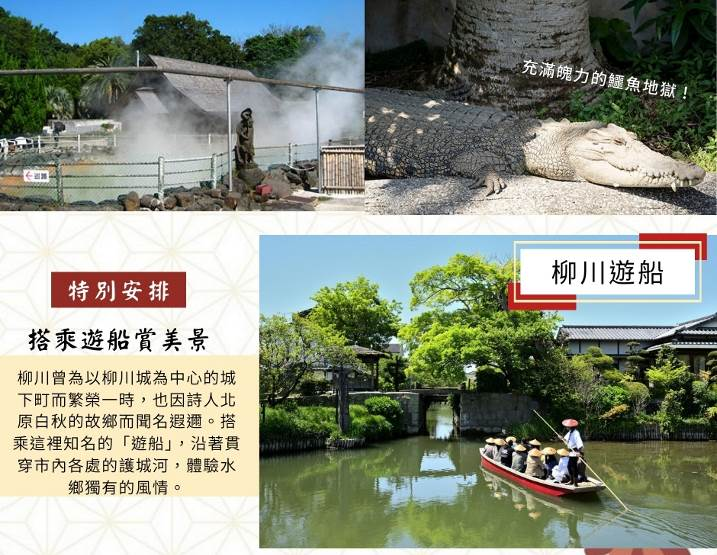 充滿魄力的鱷魚地獄！
柳川遊船
特別安排
搭乘遊船賞美景
柳川曾為以柳川城為中心的城
下町而繁榮一時，也因詩人北
原白秋的故鄉而聞名遐邇。搭
乘這裡知名的「遊船」，沿著貫
穿市內各處的護城河，體驗水
鄉獨有的風情。